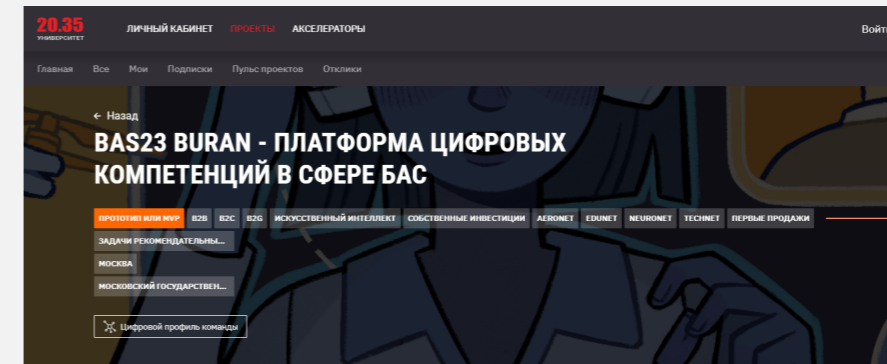 20.35
УНИВЕРСИТЕТ
ЛИЧНЫЙ КАБИНЕТ ПРОЕКТЫ АКСЕЛЕРАТОРЫ
Войти
Главная Все Мои Подписки Пульс проектов Отклики
← Назад
BAS23 BURAN - ПЛАТФОРМА ЦИФРОВЫХ
КОМПЕТЕНЦИЙ В СФЕРЕ БАС
ПРОТОТИП ИЛИ MVP B2B B2C B2G ИСКУССТВЕННЫЙ ИНТЕЛЛЕКТ СОБСТВЕННЫЕ ИНВЕСТИЦИИ AERONET EDUNET NEURONET TECHNET ПЕРВЫЕ ПРОДАЖИ
ЗАДАЧИ РЕКОМЕНДАТЕЛЬНЫ...
МОСКВА
МОСКОВСКИЙ ГОСУДАРСТВЕН...
Цифровой профиль команды